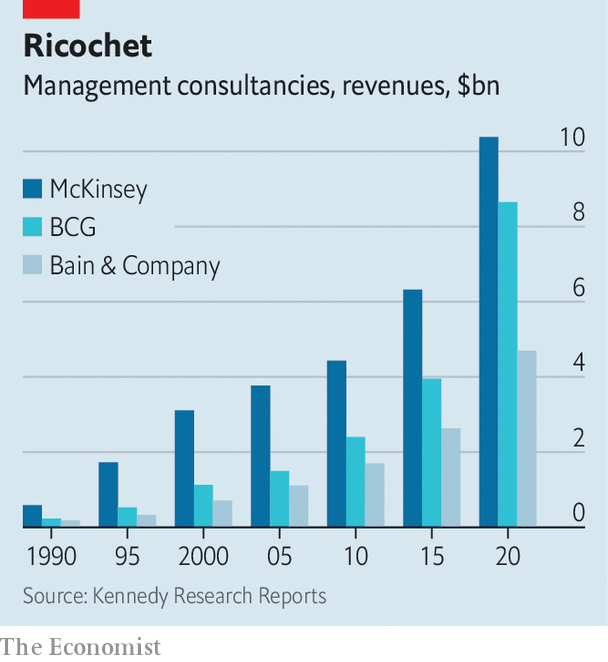 Ricochet
Management consultancies, revenues, $bn
10
McKinsey
8
BCG
Bain & Company
6
4
2
0
1990 95 2000 05 10 15 20
Source: Kennedy Research Reports
The Economist